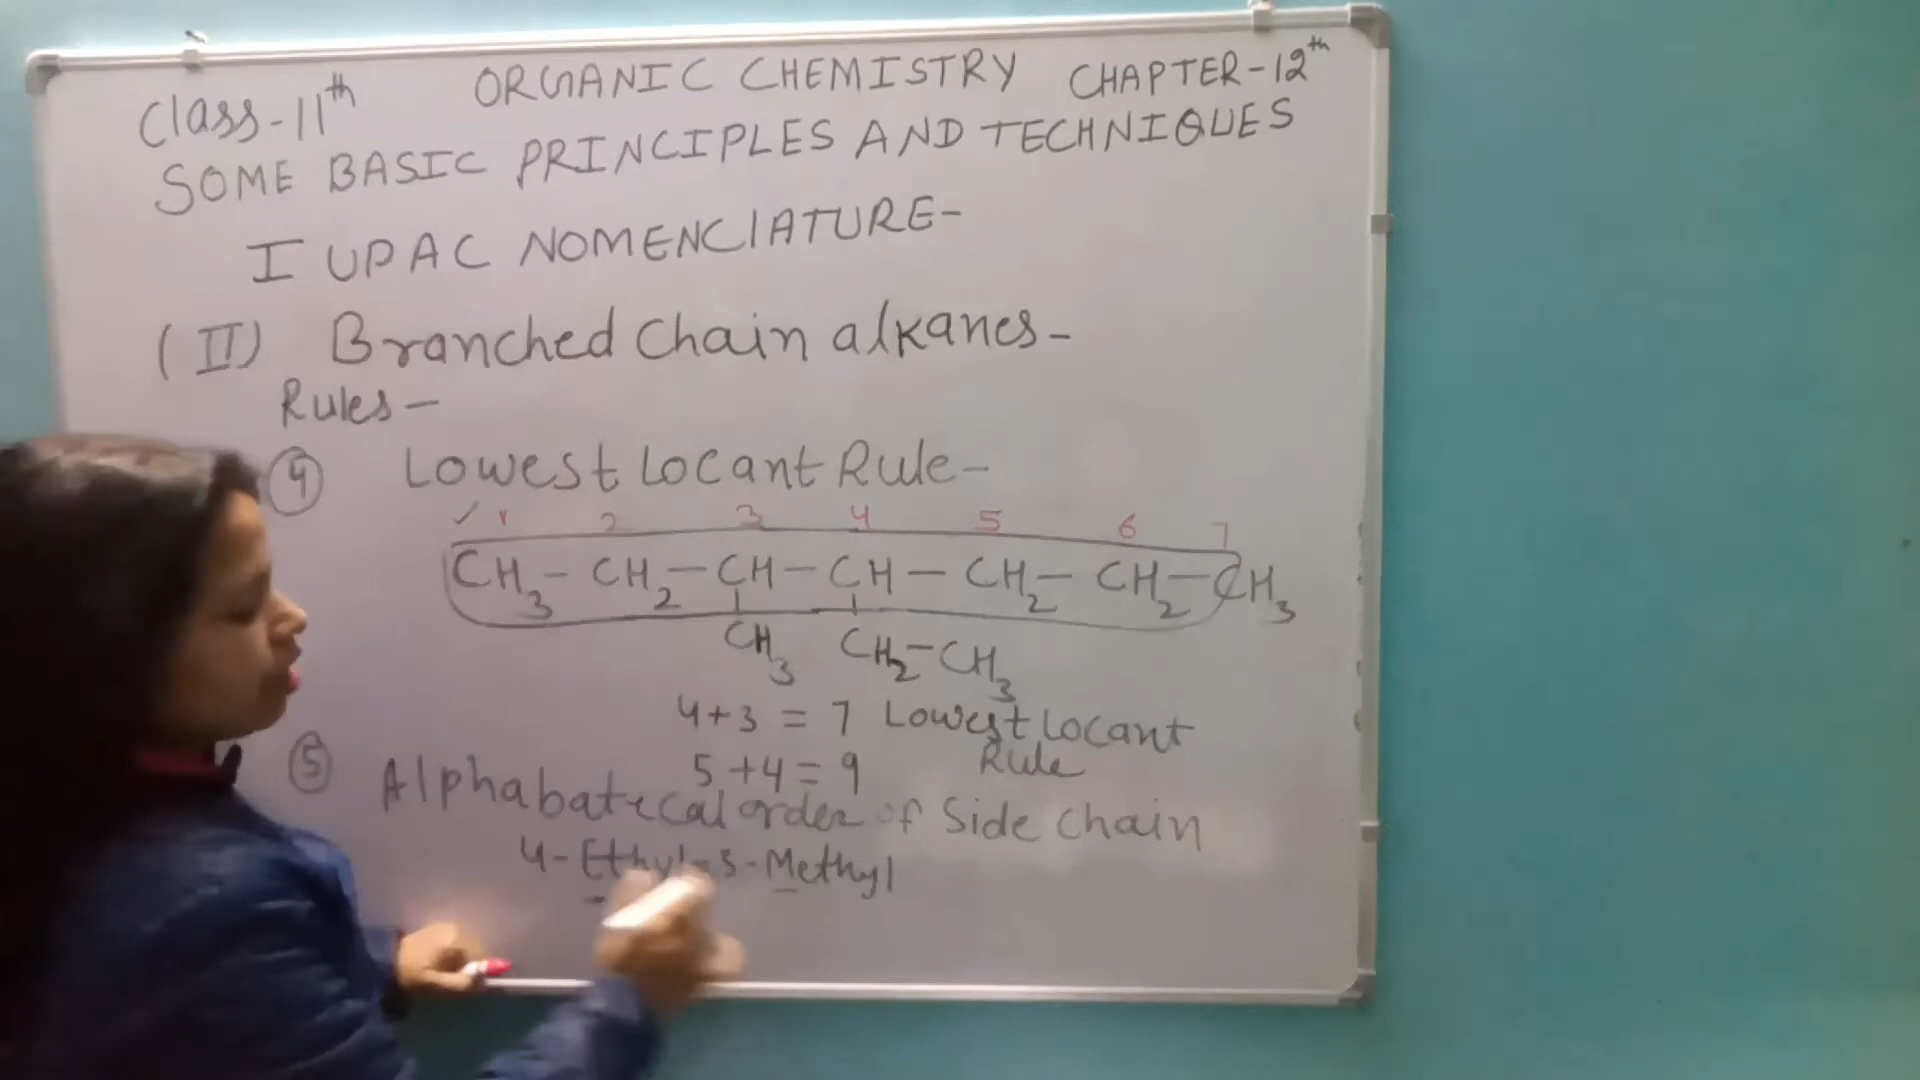 Class-11th ORGANIC CHEMISTRY CHAPTER-12th
SOME BASIC PRINCIPLES AND TECHNIQUES
IUPAC NOMENClATURE-
(II) Branched Chain alkanes-
Rules-
④ Lowest Locant Rule-
✓ 1 2 3 4 5 6 7
CH3 - CH2 - CH - CH - CH2 - CH2 - CH3
CH3 CH2-CH3
4+3 = 7 Lowest Locant
Rule
5+4=9
⑤ Alphabatical order of Side Chain
4-Ethyl-3-Methyl